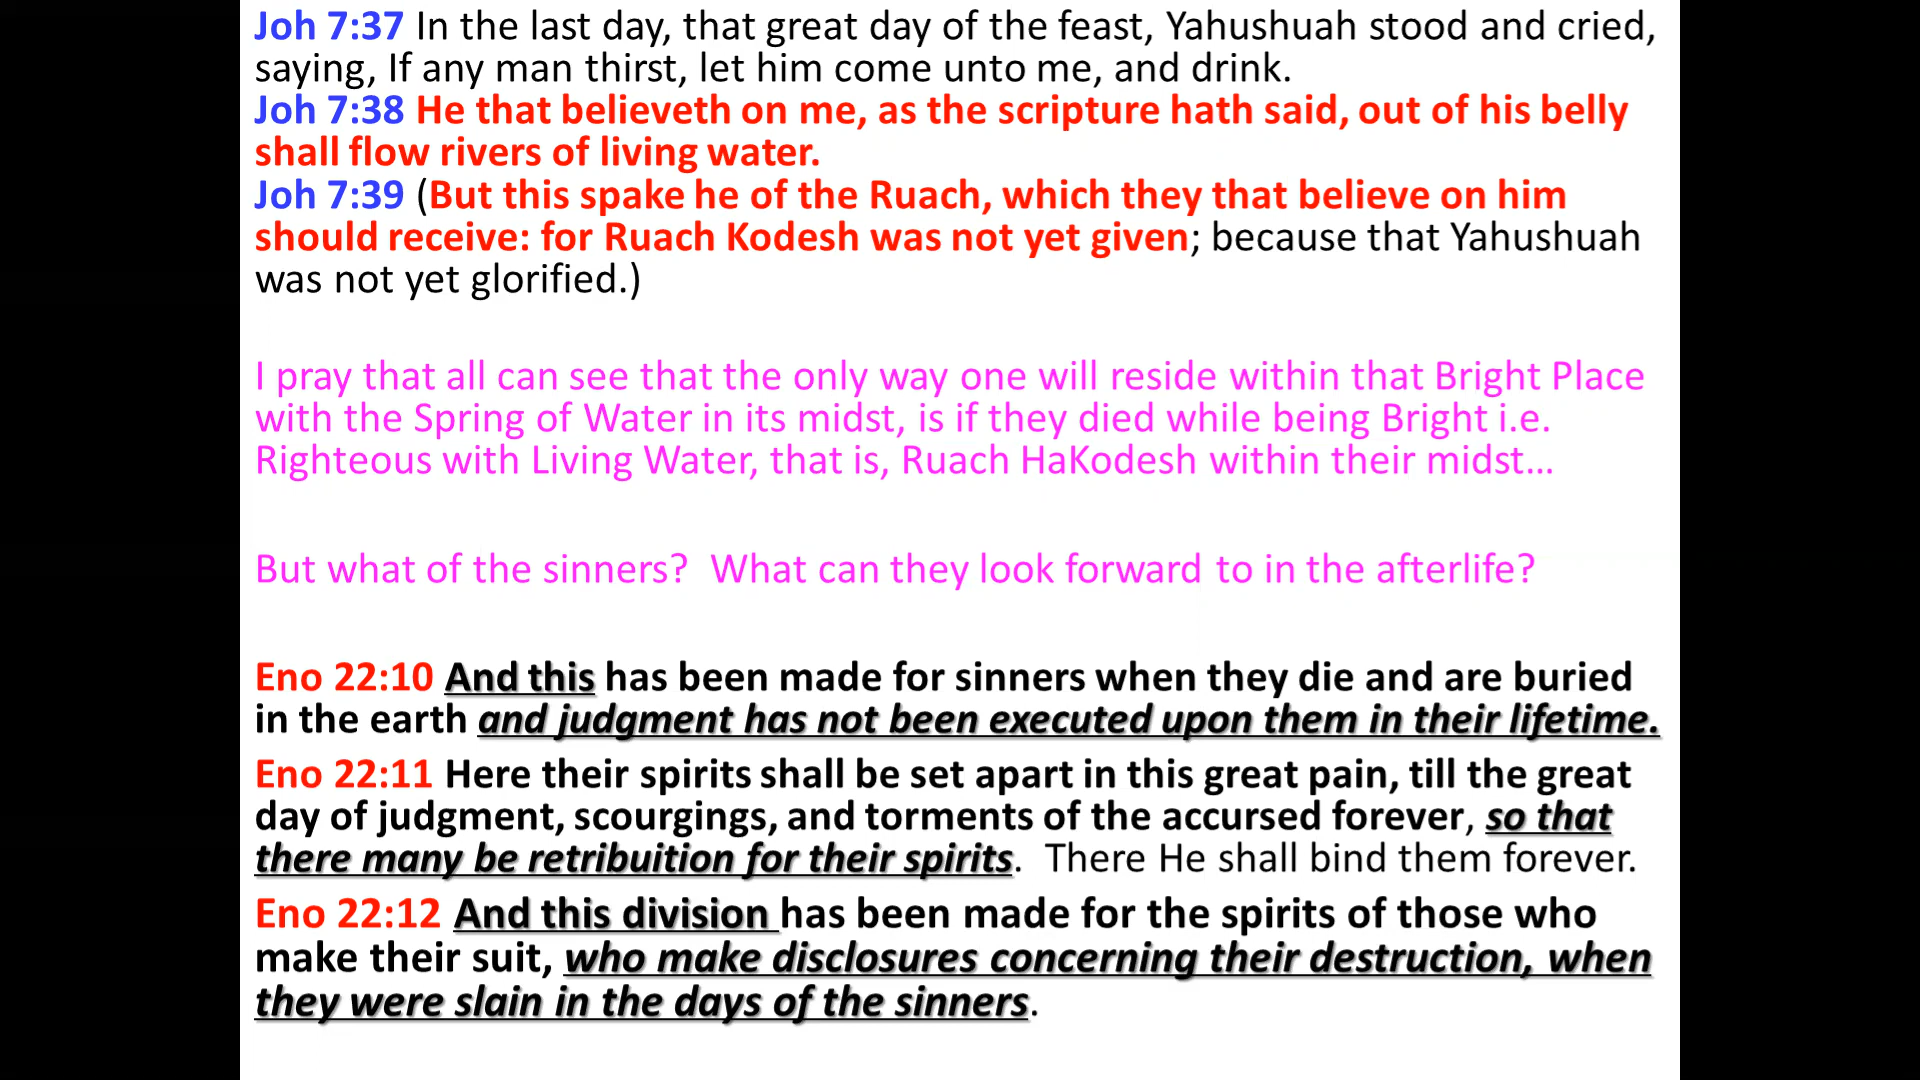 Joh 7:37 In the last day, that great day of the feast, Yahushuah stood and cried,
saying, If any man thirst, let him come unto me, and drink.
Joh 7:38 He that believeth on me, as the scripture hath said, out of his belly
shall flow rivers of living water.
Joh 7:39 (But this spake he of the Ruach, which they that believe on him
should receive: for Ruach Kodesh was not yet given; because that Yahushuah
was not yet glorified.)
I pray that all can see that the only way one will reside within that Bright Place
with the Spring of Water in its midst, is if they died while being Bright i.e.
Righteous with Living Water, that is, Ruach HaKodesh within their midst...
But what of the sinners?  What can they look forward to in the afterlife?
Eno 22:10 And this has been made for sinners when they die and are buried
in the earth and judgment has not been executed upon them in their lifetime.
Eno 22:11 Here their spirits shall be set apart in this great pain, till the great
day of judgment, scourgings, and torments of the accursed forever, so that
there many be retribuition for their spirits.  There He shall bind them forever.
Eno 22:12 And this division has been made for the spirits of those who
make their suit, who make disclosures concerning their destruction, when
they were slain in the days of the sinners.